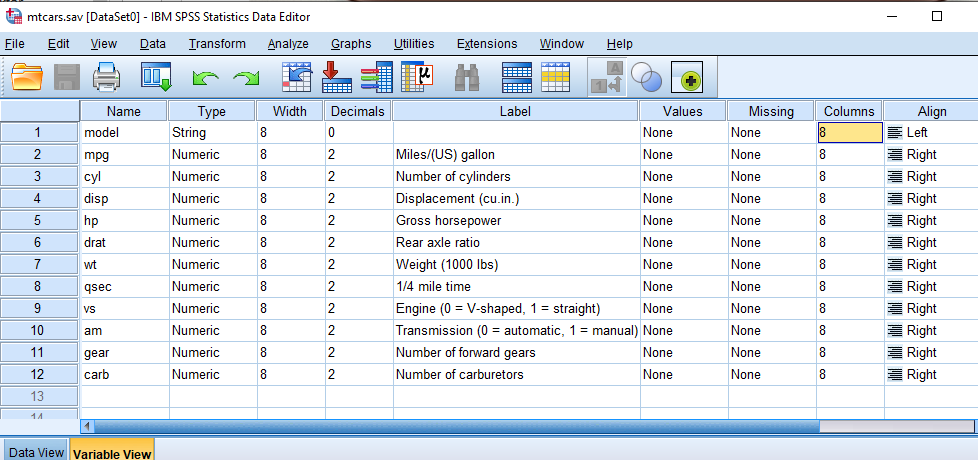 mtcars.sav [DataSet0] - IBM SPSS Statistics Data Editor
File Edit View Data Transform Analyze Graphs Utilities Extensions Window Help
Name Type Width Decimals Label Values Missing Columns Align
1 model String 8 0 None None 8 Left
2 mpg Numeric 8 2 Miles/(US) gallon None None 8 Right
3 cyl Numeric 8 2 Number of cylinders None None 8 Right
4 disp Numeric 8 2 Displacement (cu.in.) None None 8 Right
5 hp Numeric 8 2 Gross horsepower None None 8 Right
6 drat Numeric 8 2 Rear axle ratio None None 8 Right
7 wt Numeric 8 2 Weight (1000 lbs) None None 8 Right
8 qsec Numeric 8 2 1/4 mile time None None 8 Right
9 vs Numeric 8 2 Engine (0 = V-shaped, 1 = straight) None None 8 Right
10 am Numeric 8 2 Transmission (0 = automatic, 1 = manual) None None 8 Right
11 gear Numeric 8 2 Number of forward gears None None 8 Right
12 carb Numeric 8 2 Number of carburetors None None 8 Right
13
14
Data View Variable View